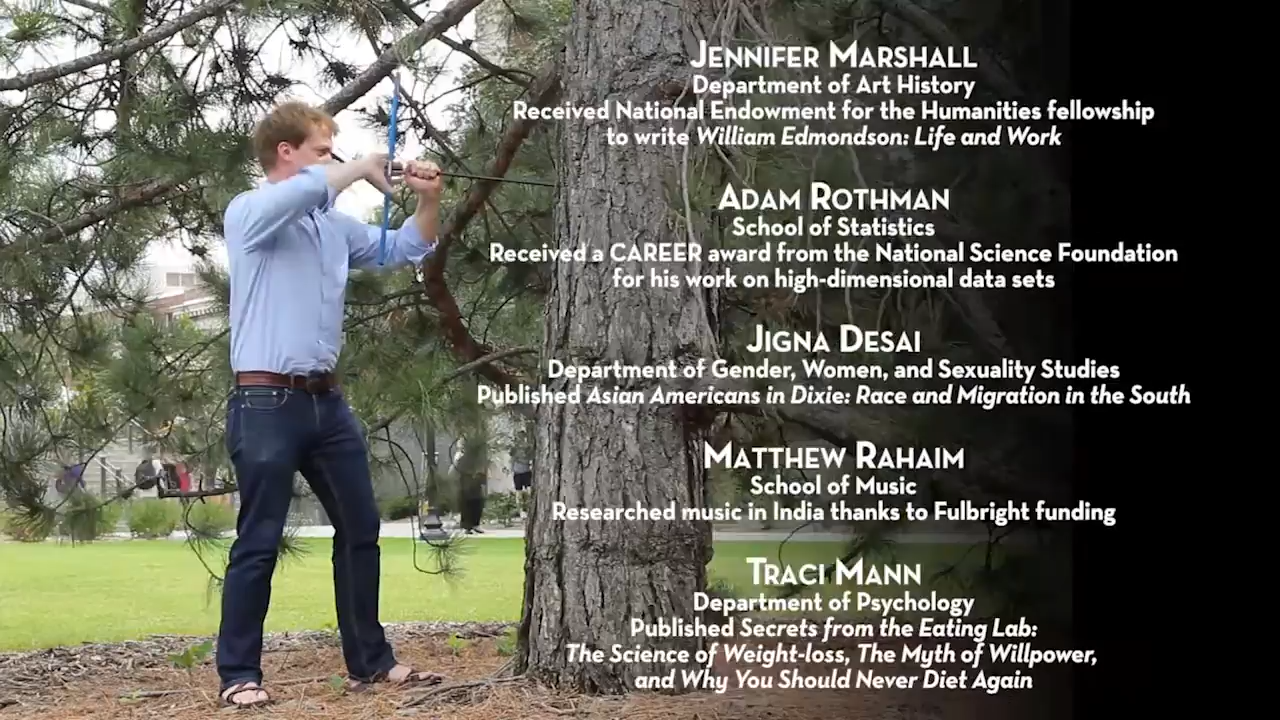 JENNIFER MARSHALL
Department of Art History
Received National Endowment for the Humanities fellowship
to write William Edmondson: Life and Work
ADAM ROTHMAN
School of Statistics
Received a CAREER award from the National Science Foundation
for his work on high-dimensional data sets
JIGNA DESAI
Department of Gender, Women, and Sexuality Studies
Published Asian Americans in Dixie: Race and Migration in the South
MATTHEW RAHAIM
School of Music
Researched music in India thanks to Fulbright funding
TRACI MANN
Department of Psychology
Published Secrets from the Eating Lab:
The Science of Weight-loss, The Myth of Willpower,
and Why You Should Never Diet Again